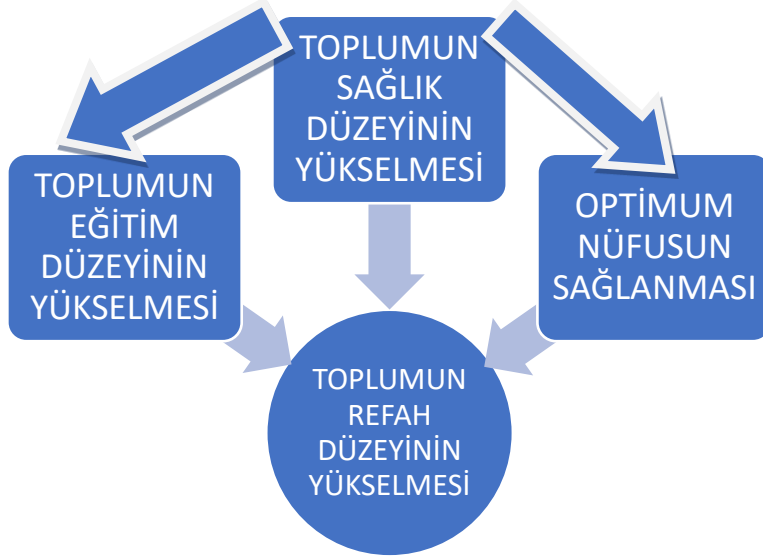 TOPLUMUN
SAĞLIK
DÜZEYİNİN
YÜKSELMESİ
TOPLUMUN
EĞİTİM
DÜZEYİNİN
YÜKSELMESİ
OPTİMUM
NÜFUSUN
SAĞLANMASI
TOPLUMUN
REFAH
DÜZEYİNİN
YÜKSELMESİ